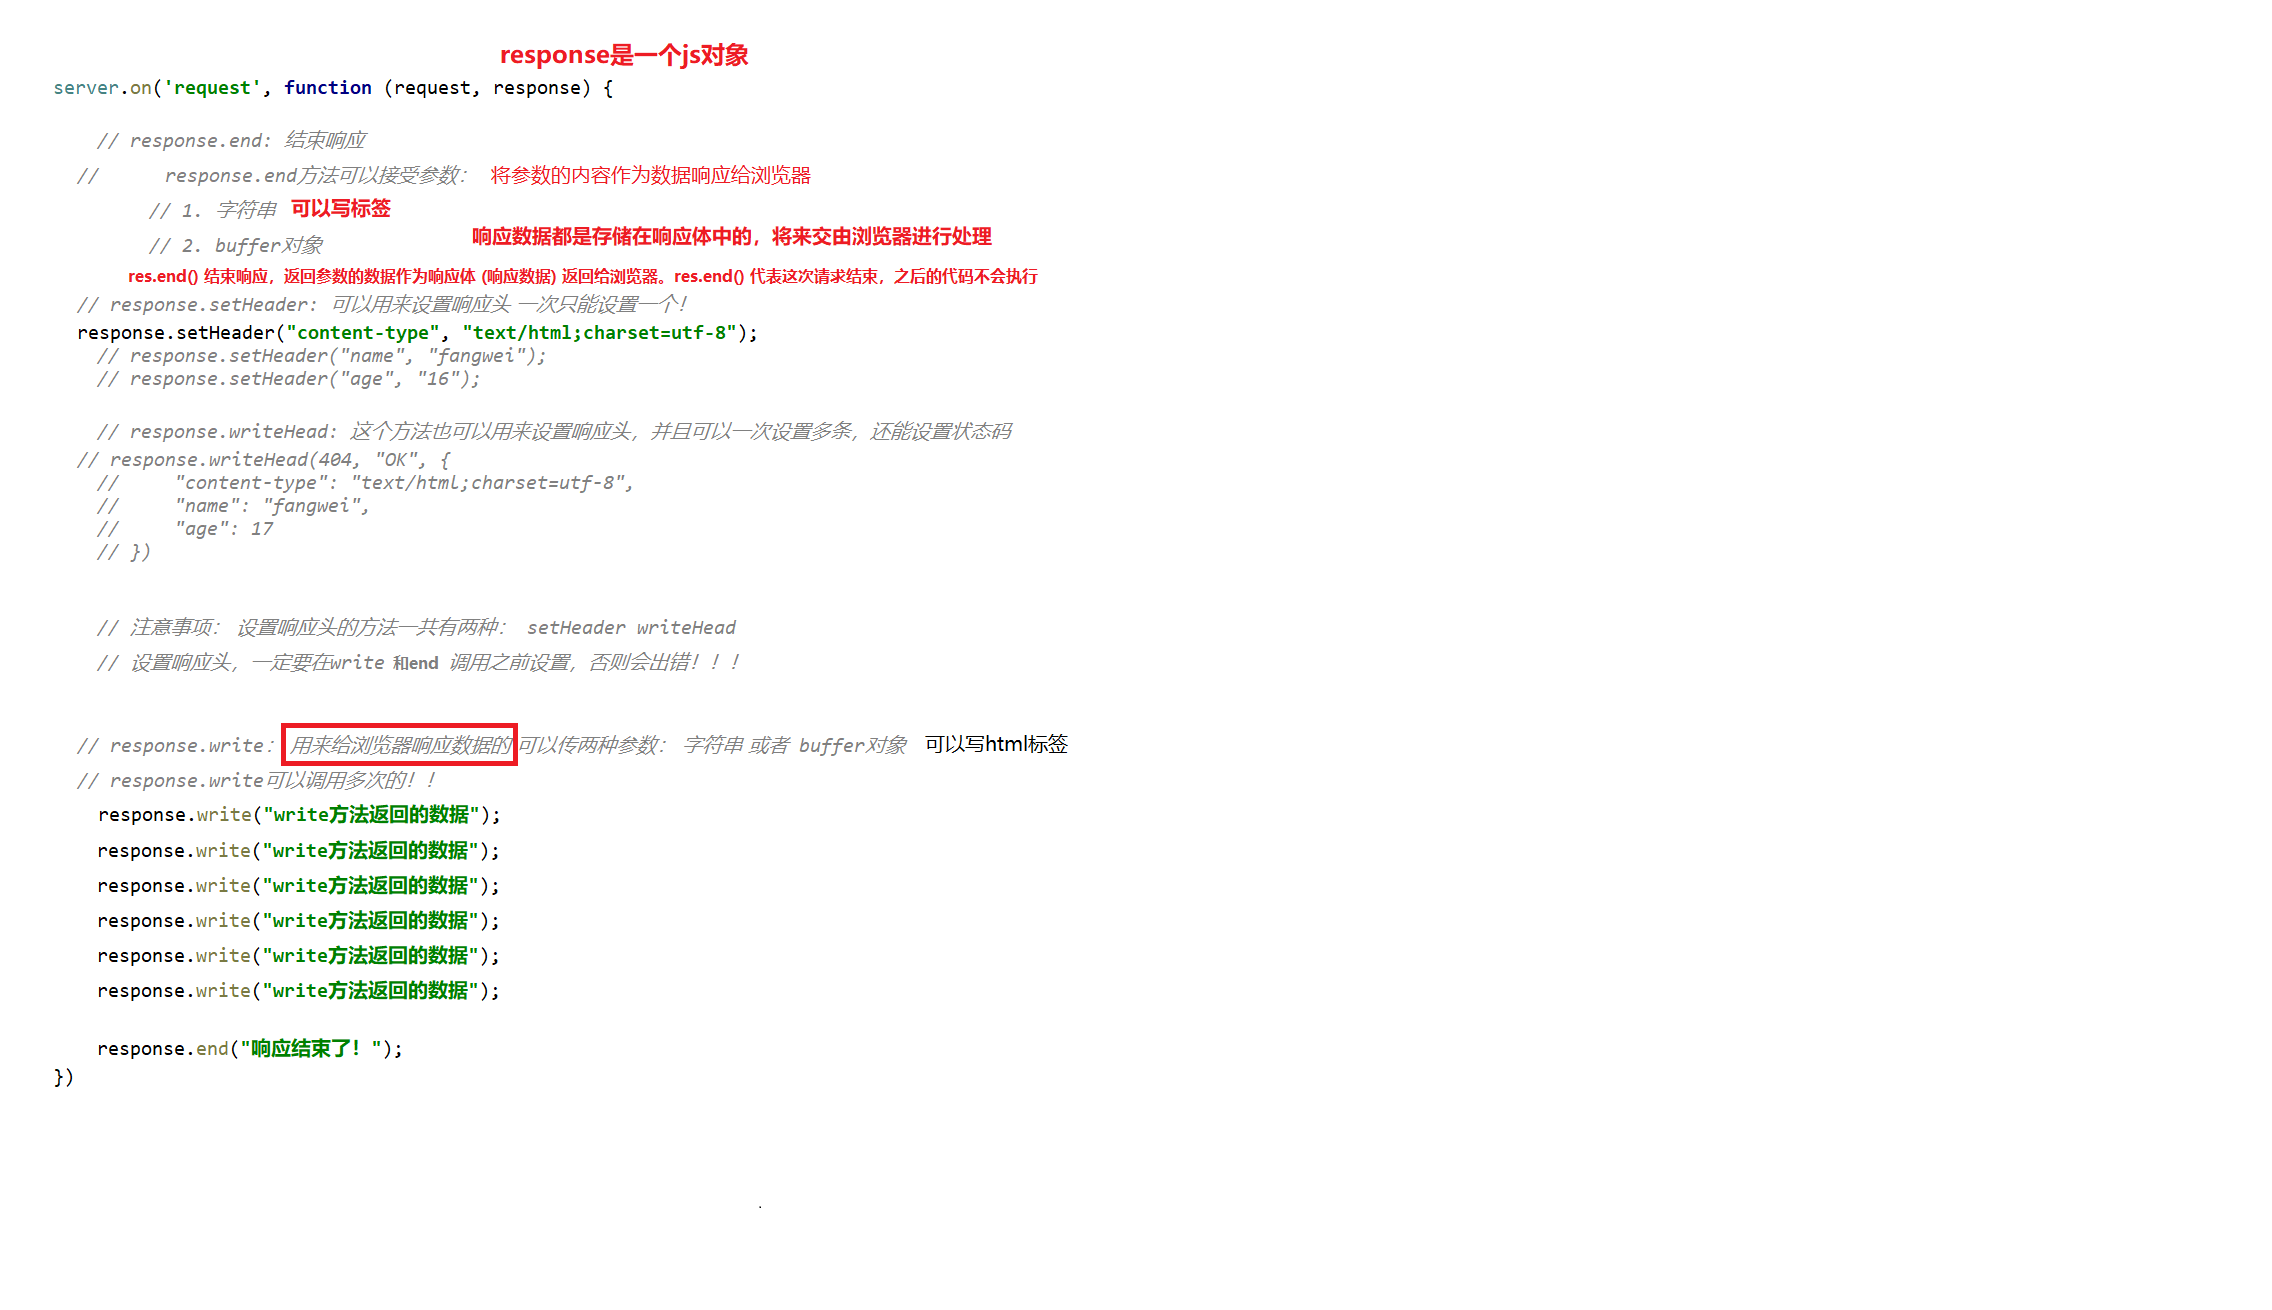 response是一个js对象
server.on('request', function (request, response) {
// response.end: 结束响应
//      response.end方法可以接受参数： 将参数的内容作为数据响应给浏览器
// 1. 字符串 可以写标签
响应数据都是存储在响应体中的，将来交由浏览器进行处理
// 2. buffer对象
res.end() 结束响应，返回参数的数据作为响应体 (响应数据) 返回给浏览器。res.end() 代表这次请求结束，之后的代码不会执行
// response.setHeader: 可以用来设置响应头 一次只能设置一个！
response.setHeader("content-type", "text/html;charset=utf-8");
// response.setHeader("name", "fangwei");
// response.setHeader("age", "16");
// response.writeHead: 这个方法也可以用来设置响应头，并且可以一次设置多条，还能设置状态码
// response.writeHead(404, "OK", {
//     "content-type": "text/html;charset=utf-8",
//     "name": "fangwei",
//     "age": 17
// })
// 注意事项： 设置响应头的方法一共有两种： setHeader writeHead
// 设置响应头，一定要在write 和end 调用之前设置，否则会出错！！！
// response.write: 用来给浏览器响应数据的 可以传两种参数： 字符串 或者 buffer对象 可以写html标签
// response.write可以调用多次的！！
response.write("write方法返回的数据");
response.write("write方法返回的数据");
response.write("write方法返回的数据");
response.write("write方法返回的数据");
response.write("write方法返回的数据");
response.write("write方法返回的数据");
response.end("响应结束了！");
})